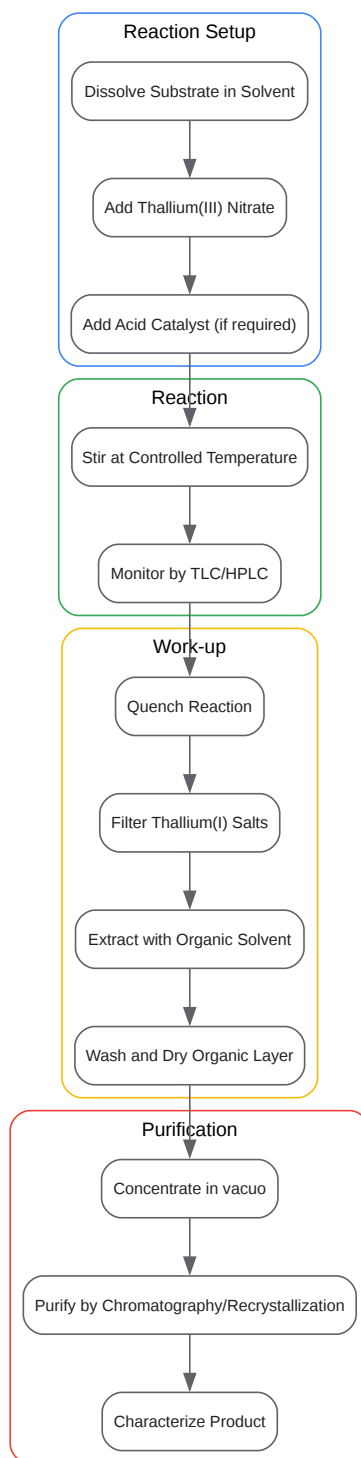 Reaction Setup
Dissolve Substrate in Solvent
Add Thallium(III) Nitrate
Add Acid Catalyst (if required)
Reaction
Stir at Controlled Temperature
Monitor by TLC/HPLC
Work-up
Quench Reaction
Filter Thallium(I) Salts
Extract with Organic Solvent
Wash and Dry Organic Layer
Purification
Concentrate in vacuo
Purify by Chromatography/Recrystallization
Characterize Product